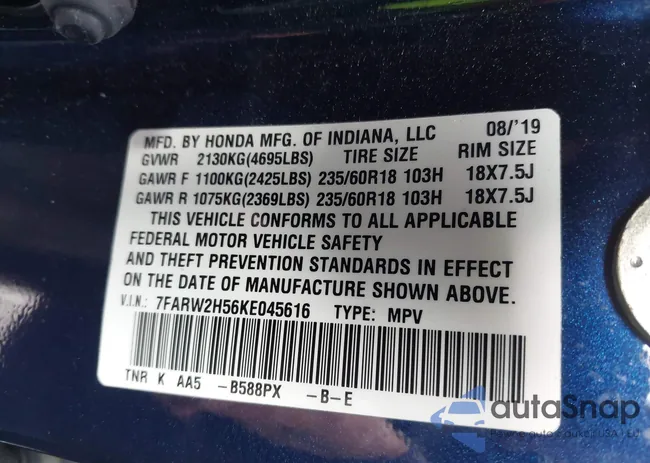 MFD. BY HONDA MFG. OF INDIANA, LLC 08/'19
GVWR 2130KG(4695LBS) TIRE SIZE RIM SIZE
GAWR F 1100KG(2425LBS) 235/60R18 103H 18X7.5J
GAWR R 1075KG(2369LBS) 235/60R18 103H 18X7.5J
THIS VEHICLE CONFORMS TO ALL APPLICABLE
FEDERAL MOTOR VEHICLE SAFETY
AND THEFT PREVENTION STANDARDS IN EFFECT
ON THE DATE OF MANUFACTURE SHOWN ABOVE.
V.I.N.: 7FARW2H56KE045616 TYPE: MPV
TNR K AA5 -B588PX -B-E
autoSnap